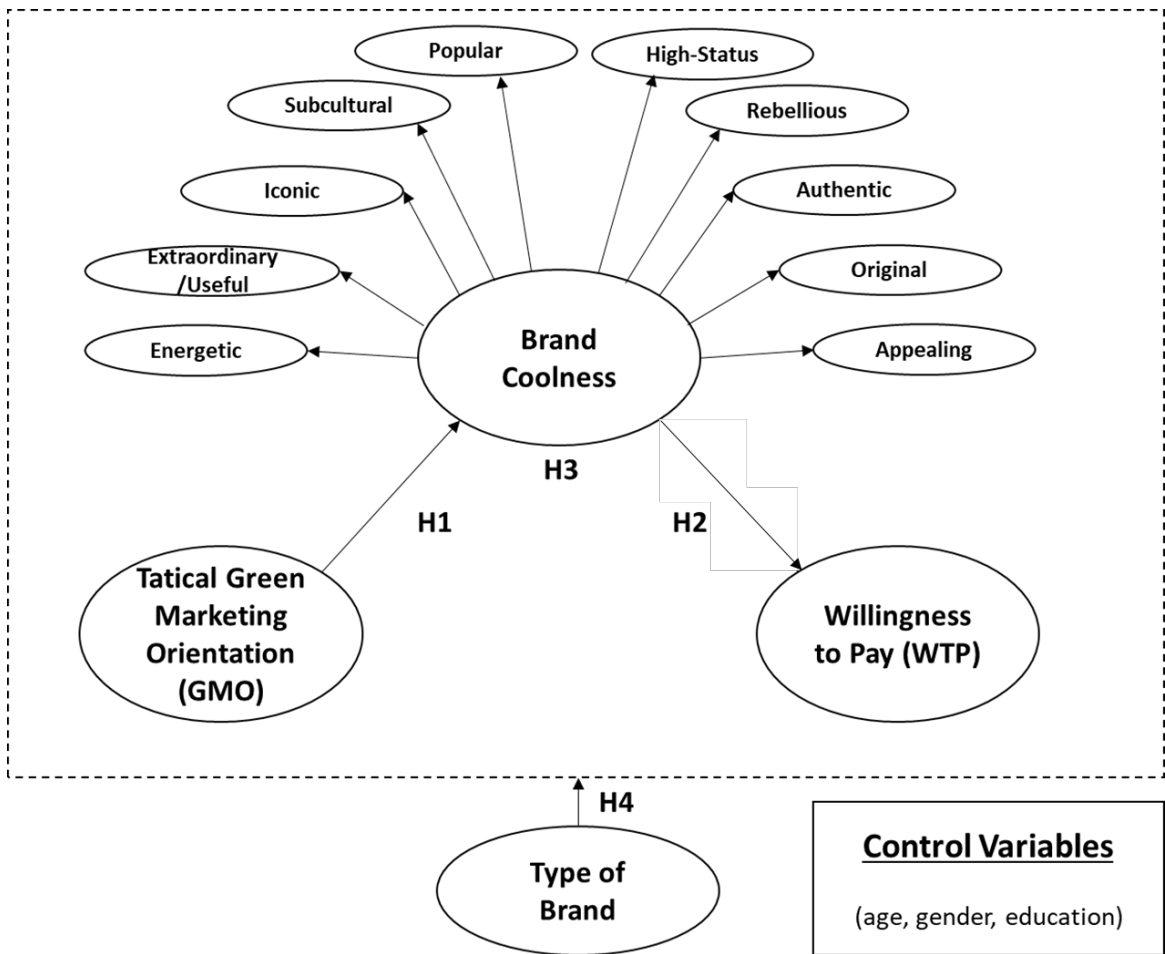 Popular
High-Status
Subcultural
Rebellious
Iconic
Authentic
Extraordinary
/Useful
Original
Energetic
Appealing
Brand
Coolness
H3
H1
H2
Tatical Green
Marketing
Orientation
(GMO)
Willingness
to Pay (WTP)
H4
Type of
Brand
Control Variables
(age, gender, education)